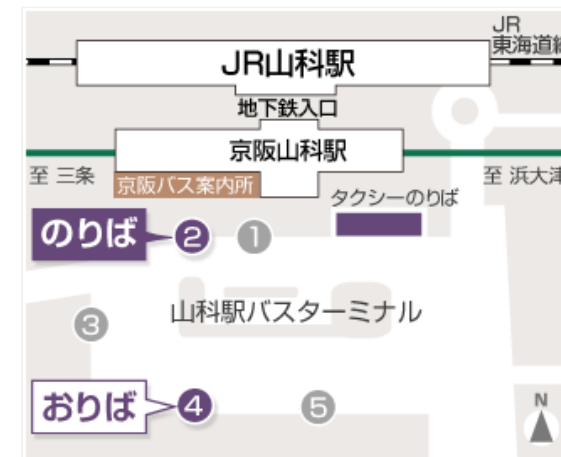 JR
東海道線
JR山科駅
地下鉄入口
京阪山科駅
至 三条
京阪バス案内所
至 浜大津
タクシーのりば
のりば
2
1
山科駅バスターミナル
3
おりば
4
5
N